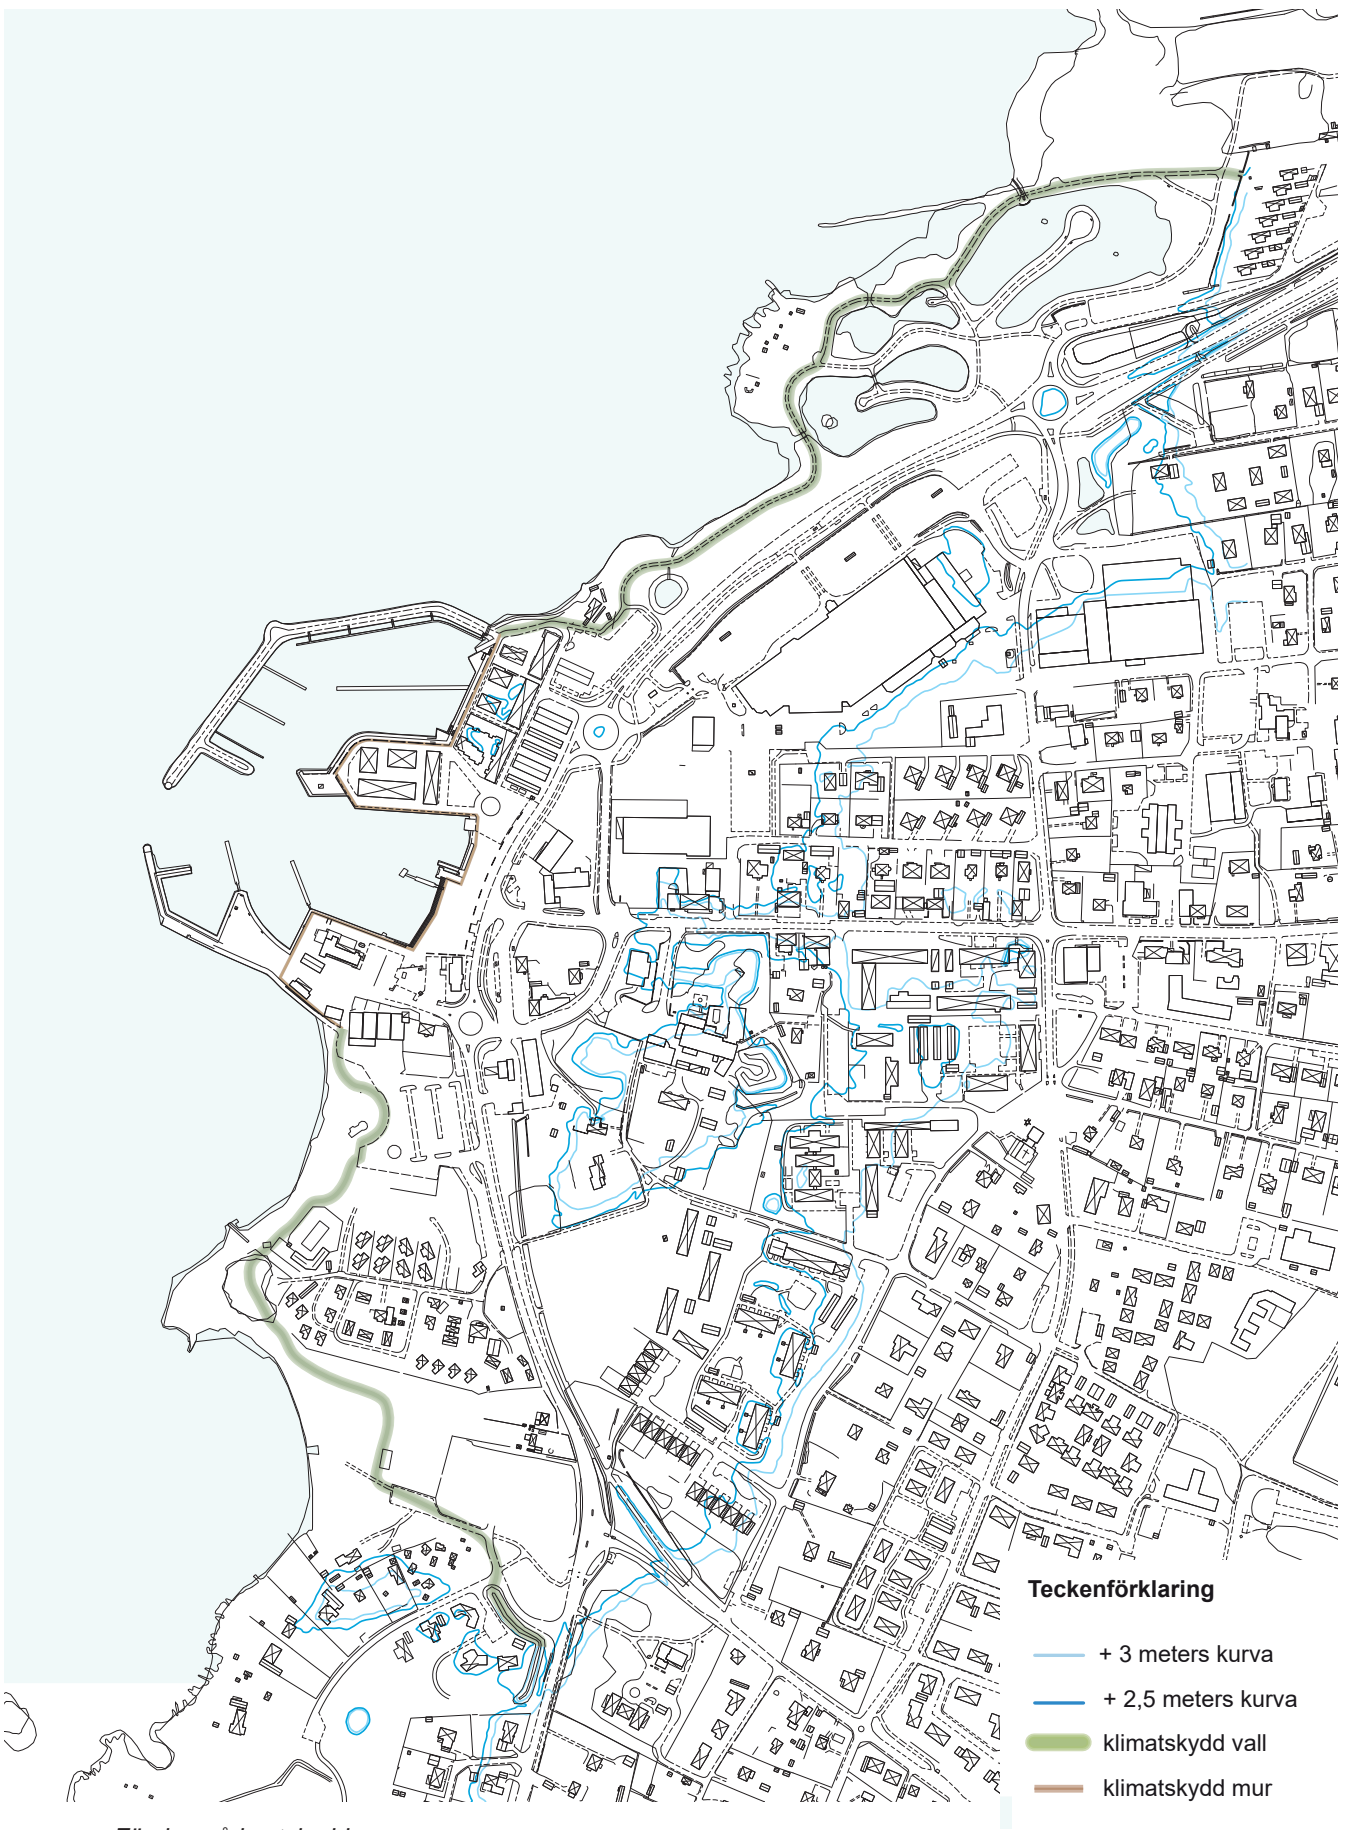 Teckenförklaring
+ 3 meters kurva
+ 2,5 meters kurva
klimatskydd vall
klimatskydd mur